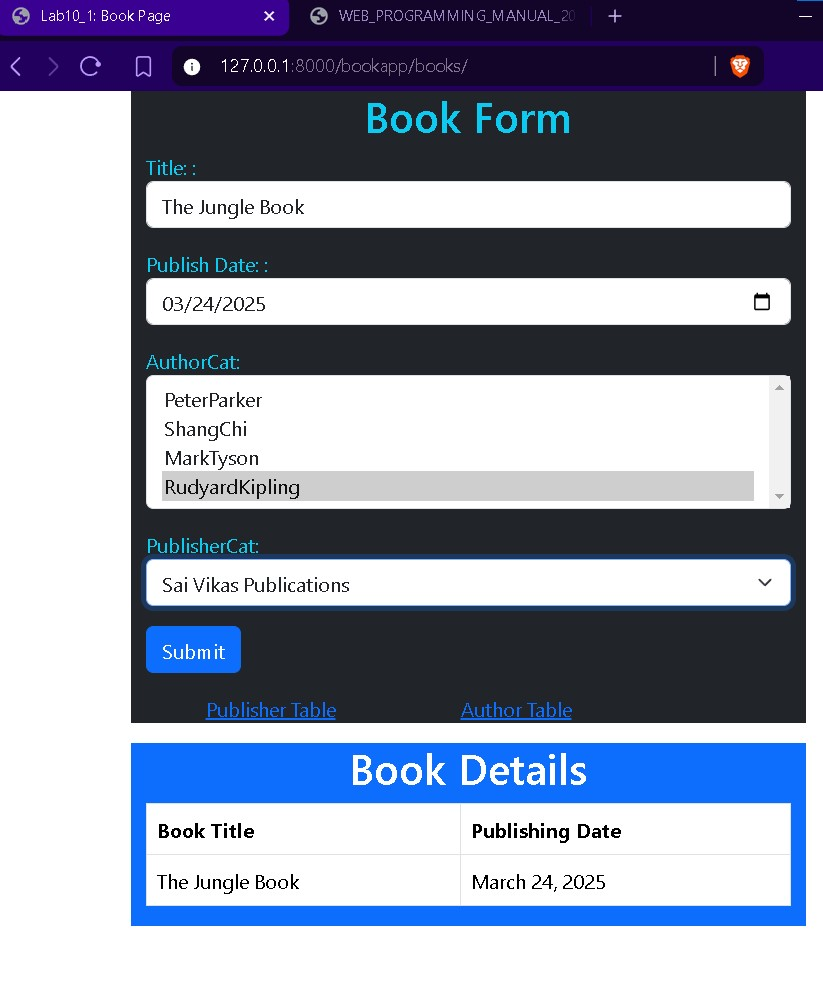 Lab10_1: Book Page
WEB_PROGRAMMING_MANUAL_20
127.0.0.1:8000/bookapp/books/
Book Form
Title: :
The Jungle Book
Publish Date: :
03/24/2025
AuthorCat:
PeterParker
ShangChi
MarkTyson
RudyardKipling
PublisherCat:
Sai Vikas Publications
Submit
Publisher Table Author Table
Book Details
Book Title Publishing Date
The Jungle Book March 24, 2025